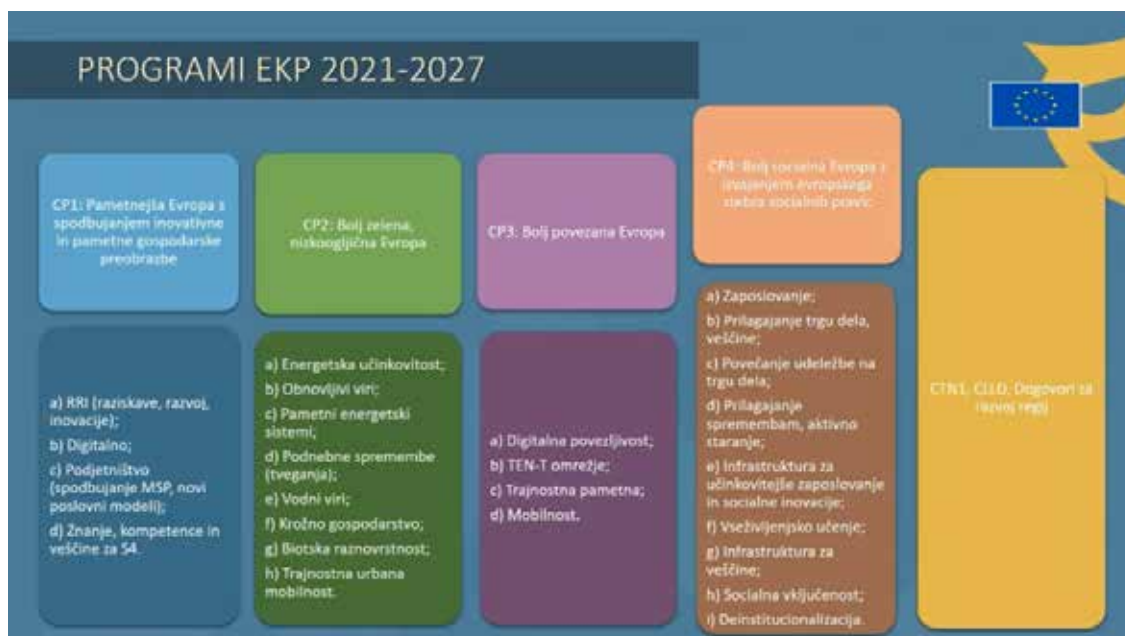 PROGRAMI EKP 2021-2027
CP1: Pametnejša Evropa s
spodbujanjem inovativne
in pametne gospodarske
preobrazbe
a) RRI (raziskave, razvoj,
inovacije);
b) Digitalno;
c) Podjetništvo
(spodbujanje MSP, novi
poslovni modeli);
d) Znanje, kompetence in
veščine za S4.
CP2: Bolj zelena,
nizkoogljična Evropa
a) Energetska učinkovitost;
b) Obnovljivi viri;
c) Pametni energetski
sistemi;
d) Podnebne spremembe
(tveganja);
e) Vodni viri;
f) Krožno gospodarstvo;
g) Biotska raznovrstnost;
h) Trajnostna urbana
mobilnost.
CP3: Bolj povezana Evropa
a) Digitalna povezljivost;
b) TEN-T omrežje;
c) Trajnostna pametna;
d) Mobilnost.
CP4: Bolj socialna Evropa z
izvajanjem evropskega
stebra socialnih pravic
a) Zaposlovanje;
b) Prilagajanje trgu dela,
veščine;
c) Povečanje udeležbe na
trgu dela;
d) Prilagajanje
spremembam, aktivno
staranje;
e) Infrastruktura za
učinkovitejše zaposlovanje
in socialne inovacije;
f) Vseživljenjsko učenje;
g) Infrastruktura za
veščine;
h) Socialna vključenost;
i) Deinstitucionalizacija.
CTN1, CLLD, Dogovori za
razvoj regij